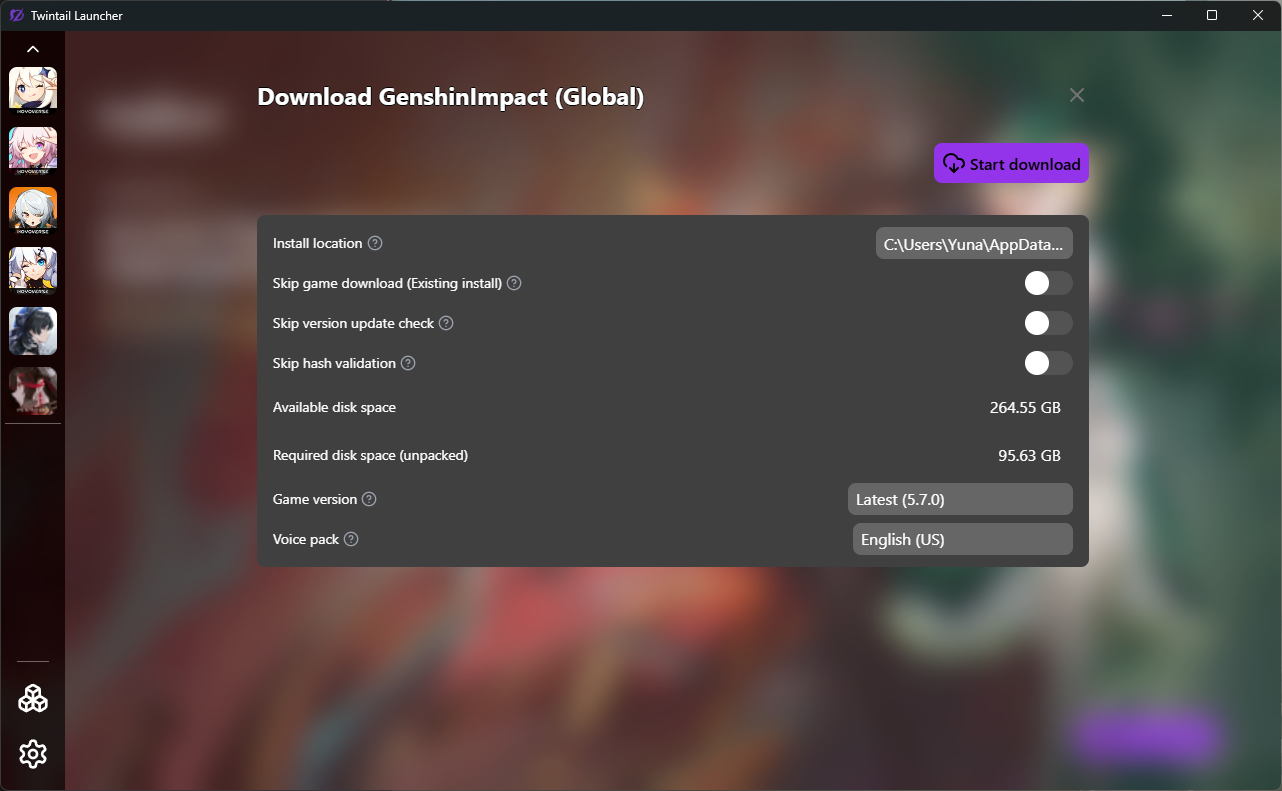 Twintail Launcher
HOYOVERSE
HOYOVERSE
HOYOVERSE
HOYOVERSE
Download GenshinImpact (Global)
Start download
Install location
C:\Users\Yuna\AppData...
Skip game download (Existing install)
Skip version update check
Skip hash validation
Available disk space
264.55 GB
Required disk space (unpacked)
95.63 GB
Game version
Latest (5.7.0)
Voice pack
English (US)